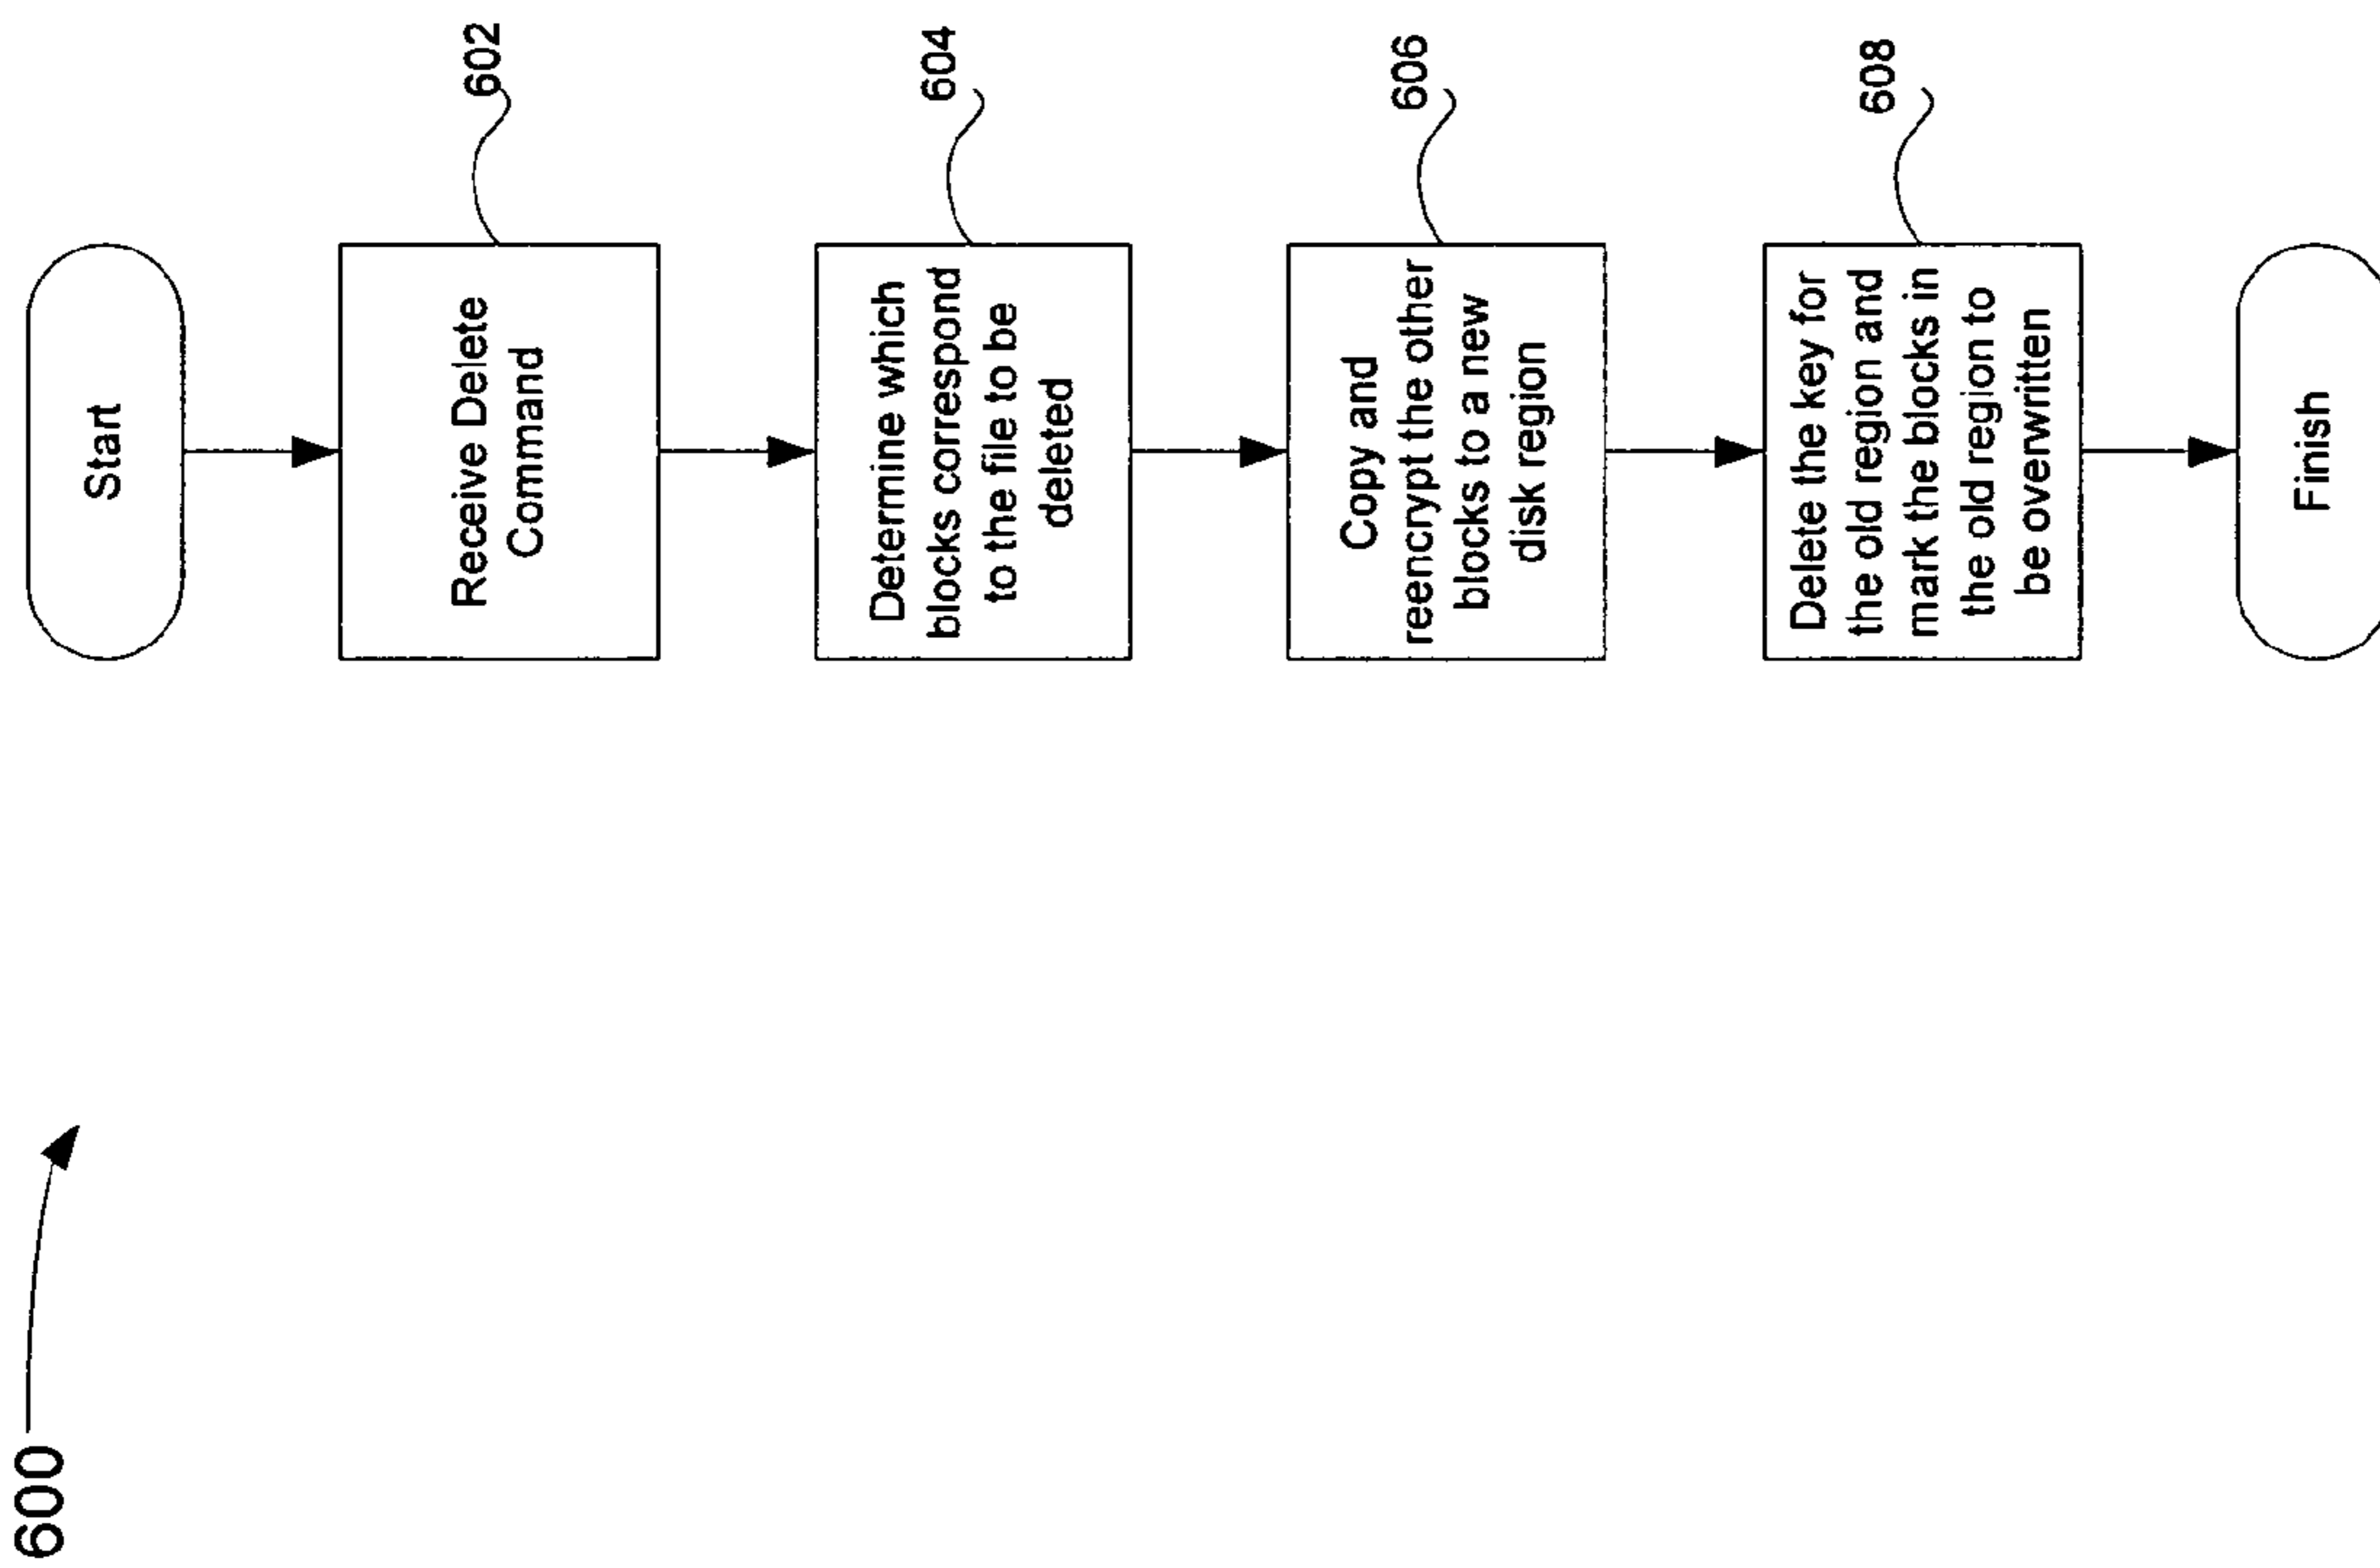 600
Start
Receive Delete
Command
602
Determine which
blocks correspond
to the file to be
deleted
604
Copy and
reencrypt the other
blocks to a new
disk region
606
Delete the key for
the old region and
mark the blocks in
the old region to
be overwritten
608
Finish